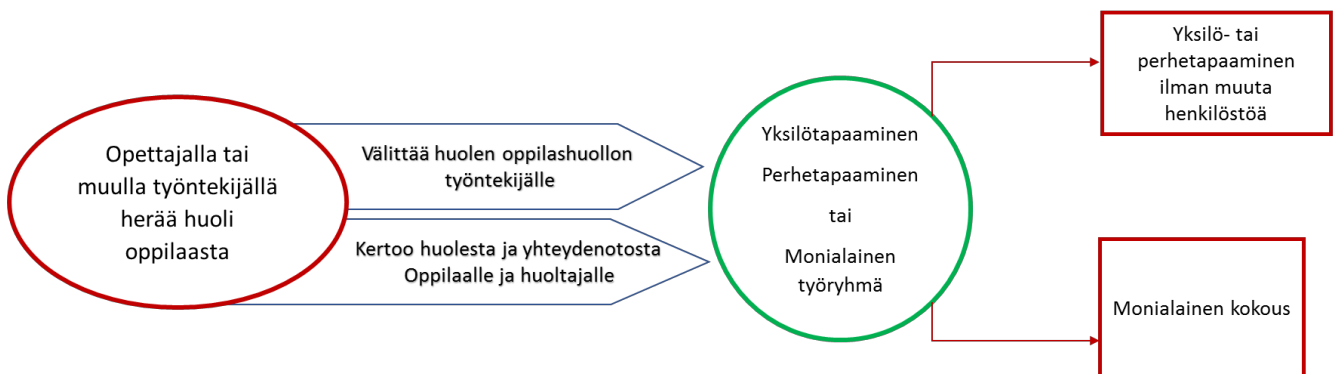 Opettajalla tai
muulla työntekijällä
herää huoli
oppilaasta
Välittää huolen oppilashuollon
työntekijälle
Kertoo huolesta ja yhteydenotosta
Oppilaalle ja huoltajalle
Yksilötapaaminen
Perhetapaaminen
tai
Monialainen
työryhmä
Yksilö- tai
perhetapaaminen
ilman muuta
henkilöstöä
Monialainen kokous